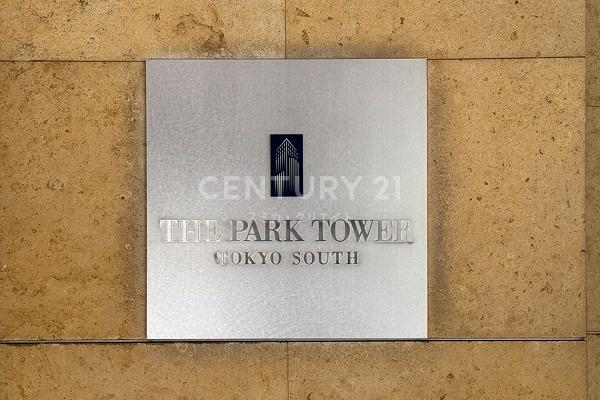 CENTURY 21
THE PARK TOWER
TOKYO SOUTH